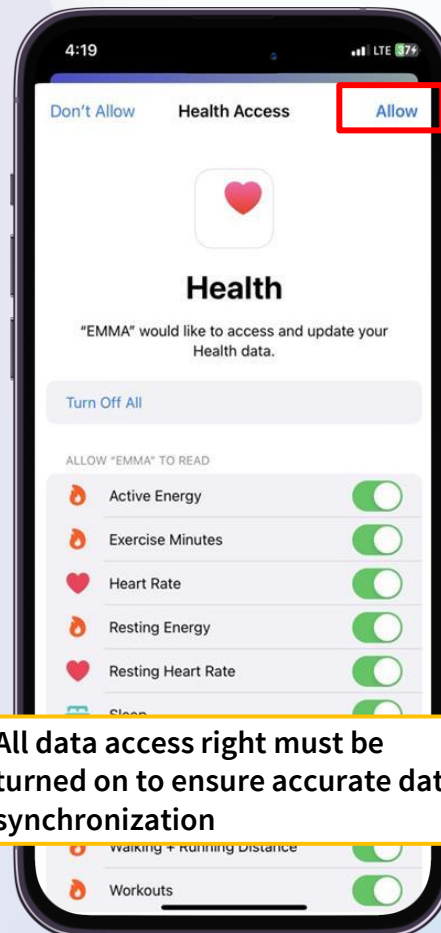 4:19
LTE 37
Don't Allow
Health Access
Allow
Health
"EMMA" would like to access and update your
Health data.
Turn Off All
ALLOW "EMMA" TO READ
Active Energy
Exercise Minutes
Heart Rate
Resting Energy
Resting Heart Rate
Sleep
All data access right must be
turned on to ensure accurate dat
synchronization
Walking + Running Distance
Workouts